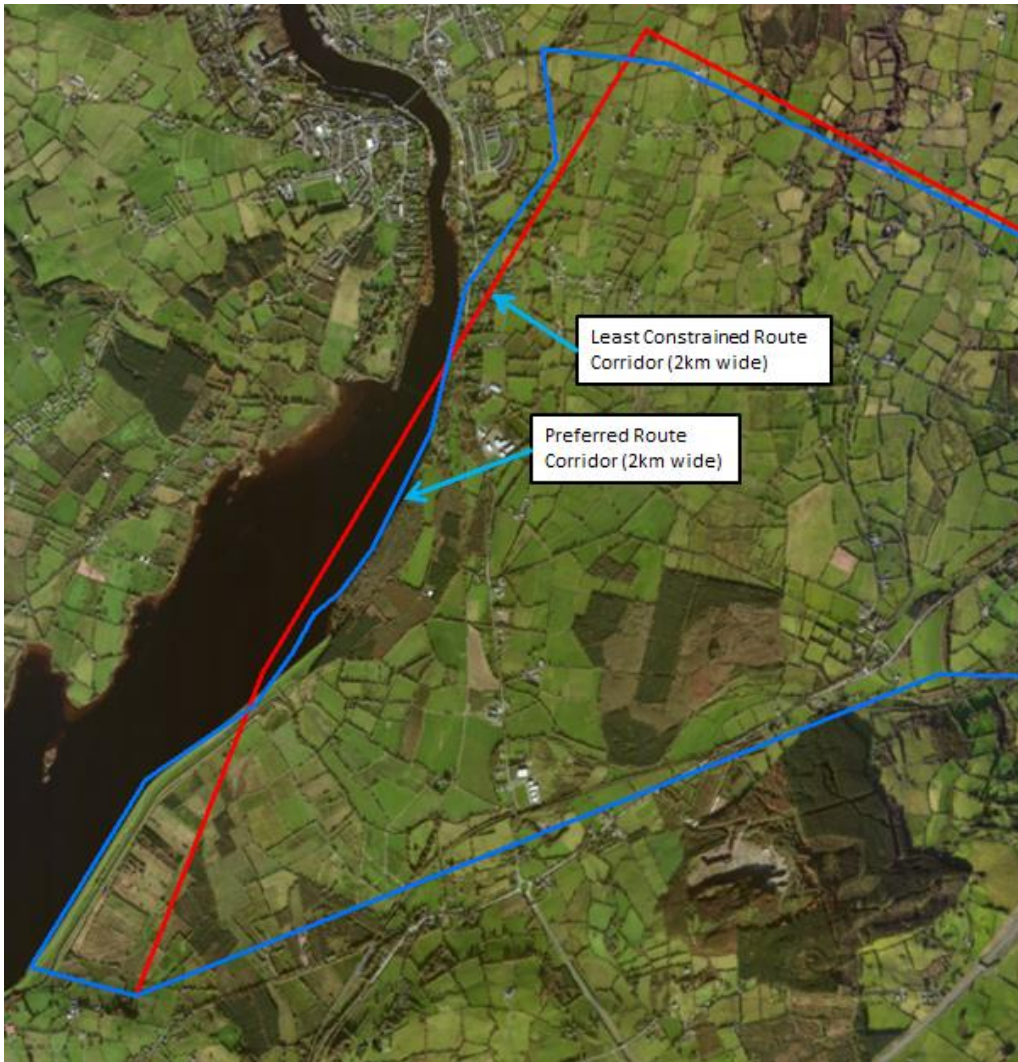 Least Constrained Route
Corridor (2km wide)
Preferred Route
Corridor (2km wide)